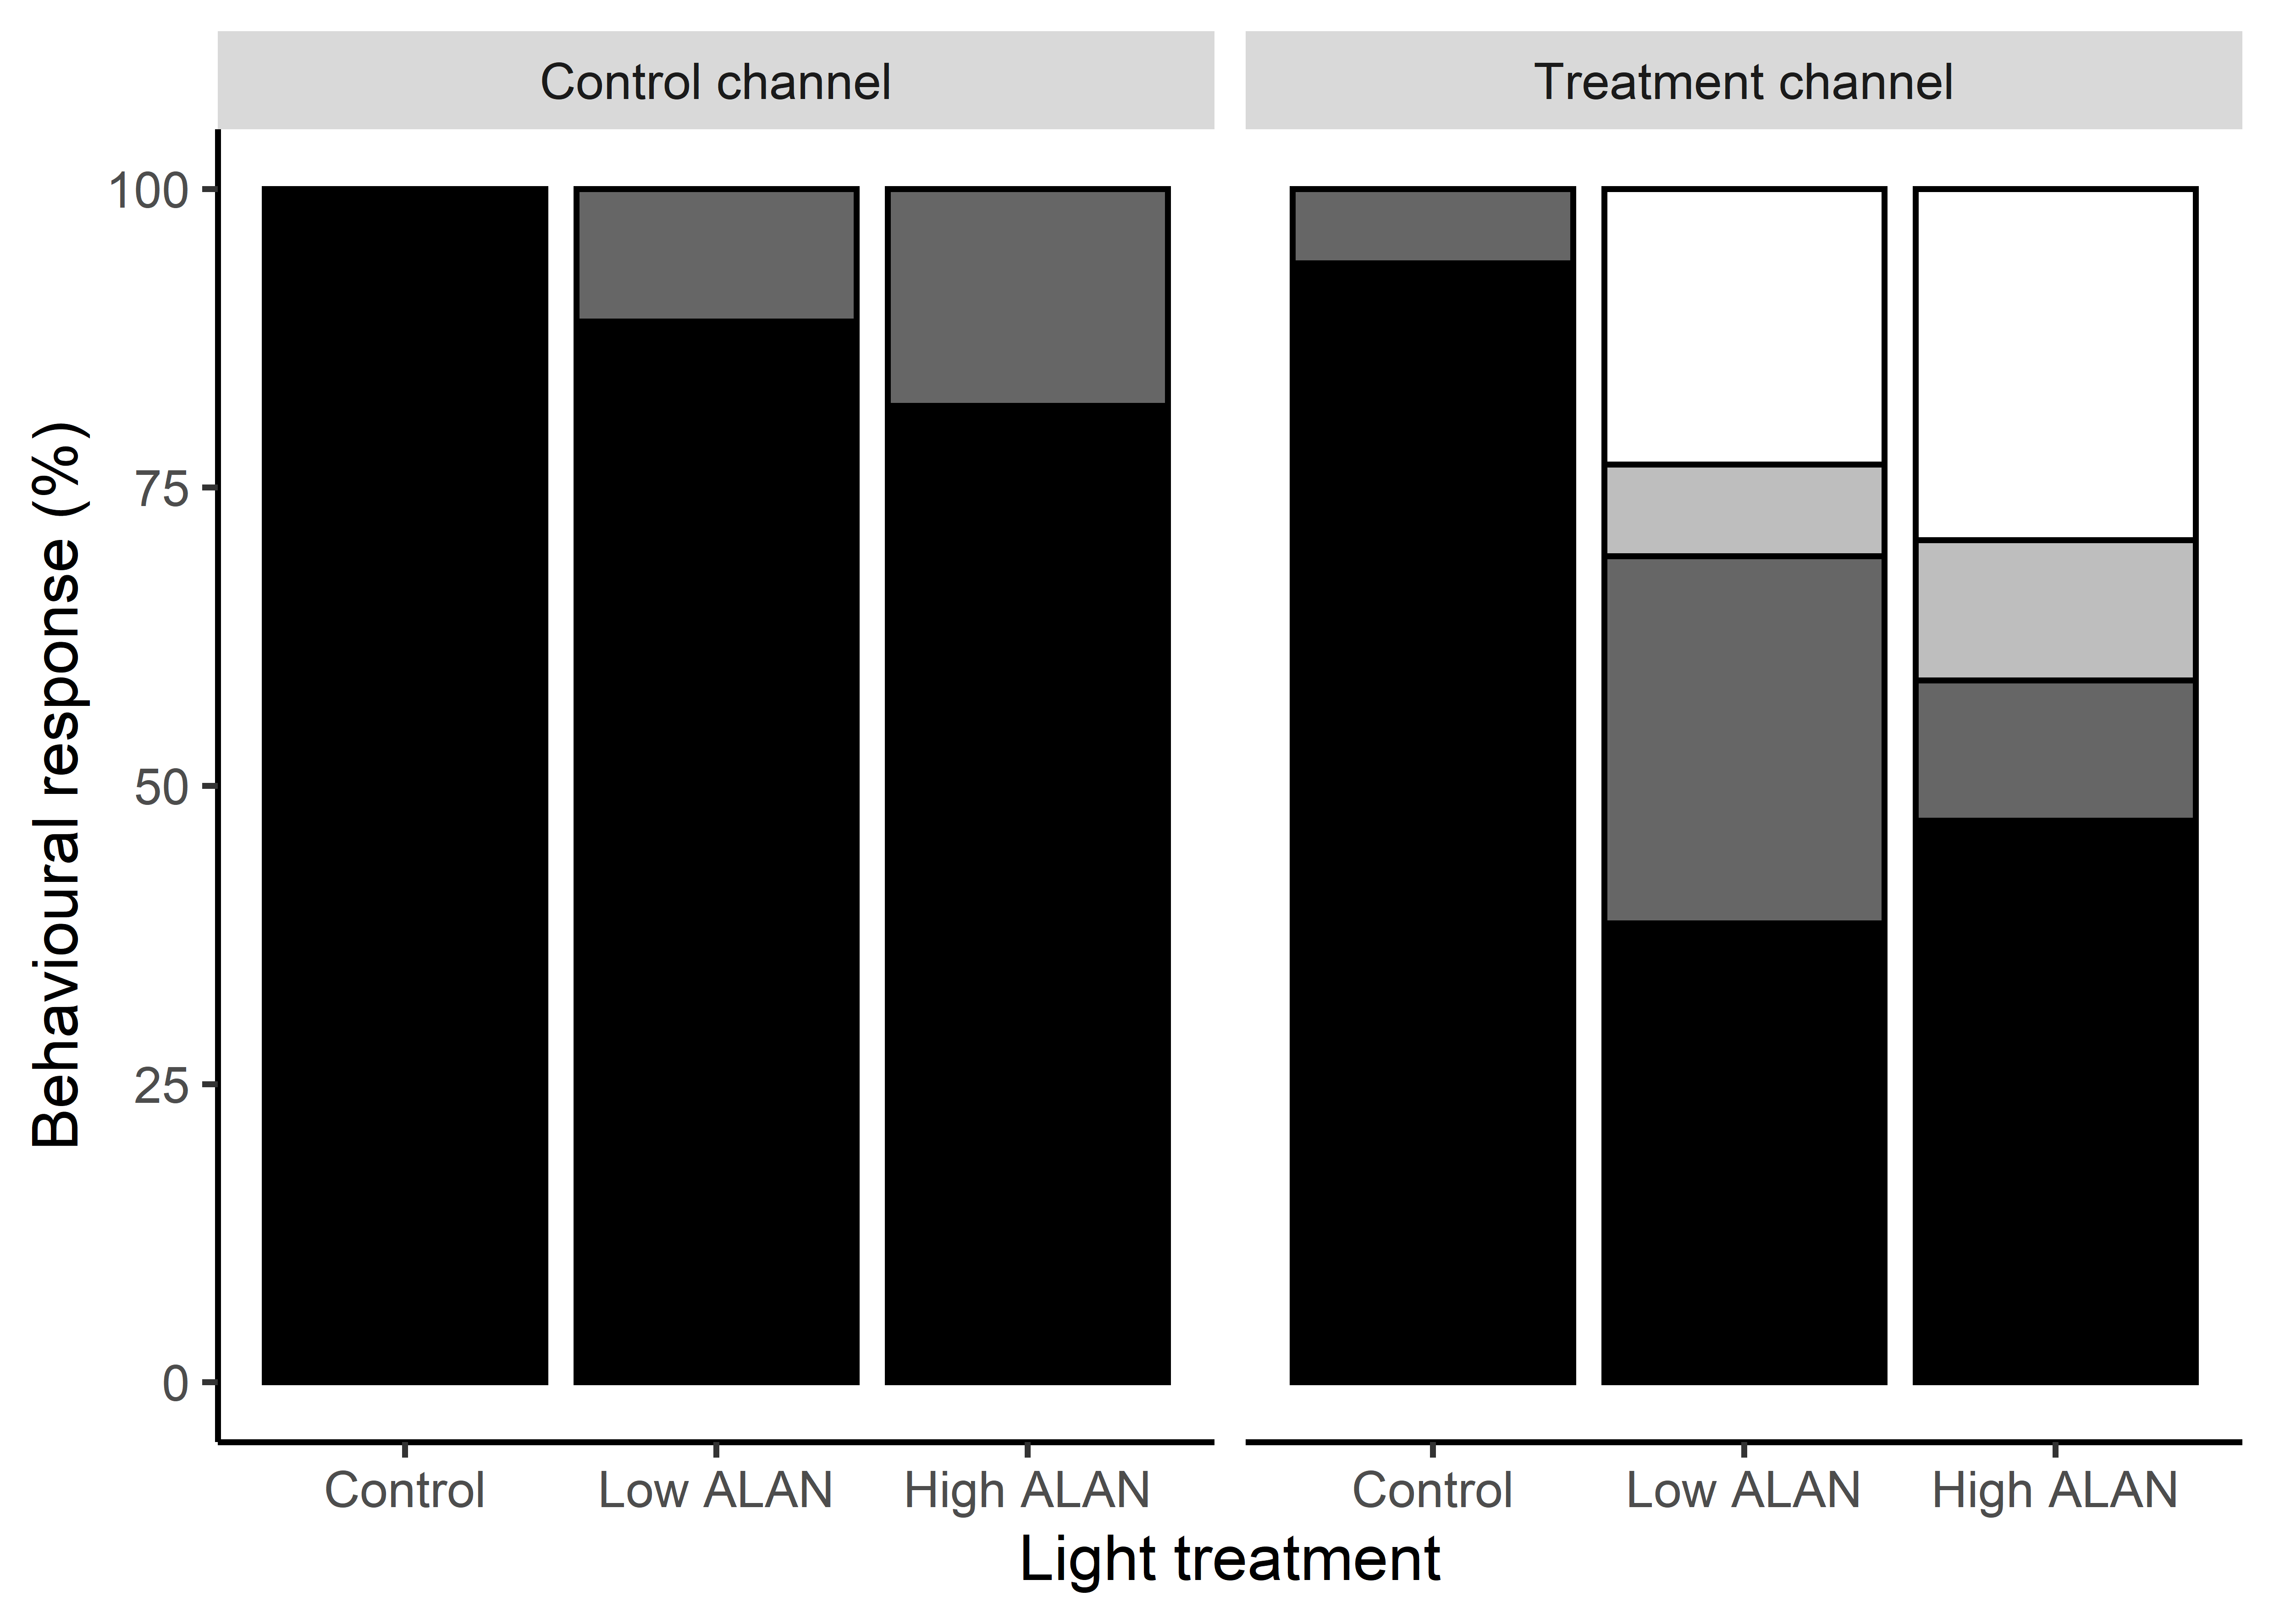 Control channel
Treatment channel
Behavioural response (%)
100
75
50
25
0
Control
Low ALAN
High ALAN
Control
Low ALAN
High ALAN
Light treatment